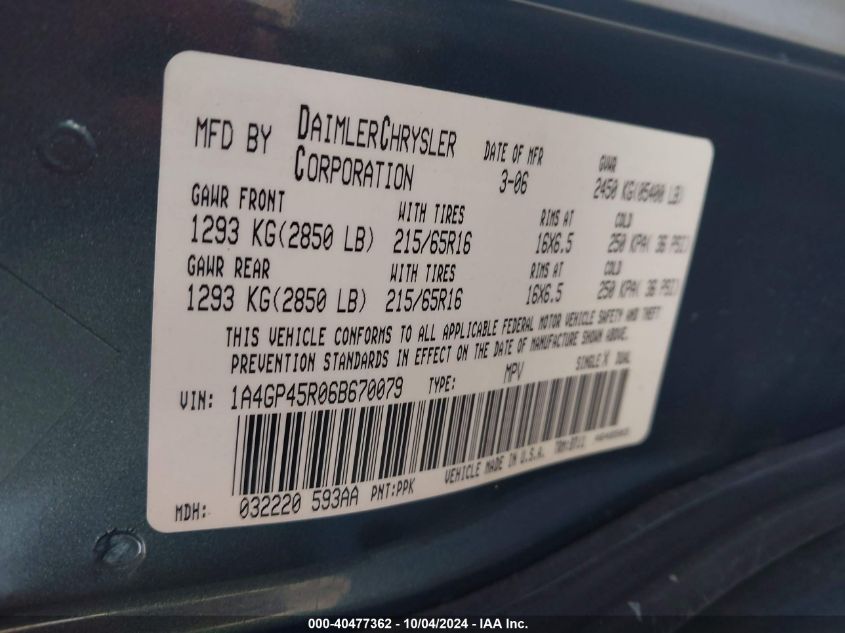 MFD BY DAIMLERCHRYSLER CORPORATION
DATE OF MFR 3-06
GVWR 2450 KG(05400 LB)
GAWR FRONT WITH TIRES RIMS AT COLD
1293 KG(2850 LB) 215/65R16 16X6.5 250 KPA( 36 PSI)
GAWR REAR WITH TIRES RIMS AT COLD
1293 KG(2850 LB) 215/65R16 16X6.5 250 KPA( 36 PSI)
THIS VEHICLE CONFORMS TO ALL APPLICABLE FEDERAL MOTOR VEHICLE SAFETY AND THEFT
PREVENTION STANDARDS IN EFFECT ON THE DATE OF MANUFACTURE SHOWN ABOVE.
VIN: 1A4GP45R06B670079 TYPE: MPV SINGLE X DUAL
MDH: 032220 593AA PNT:PPK VEHICLE MADE IN U.S.A.
000-40477362 - 10/04/2024 - IAA Inc.